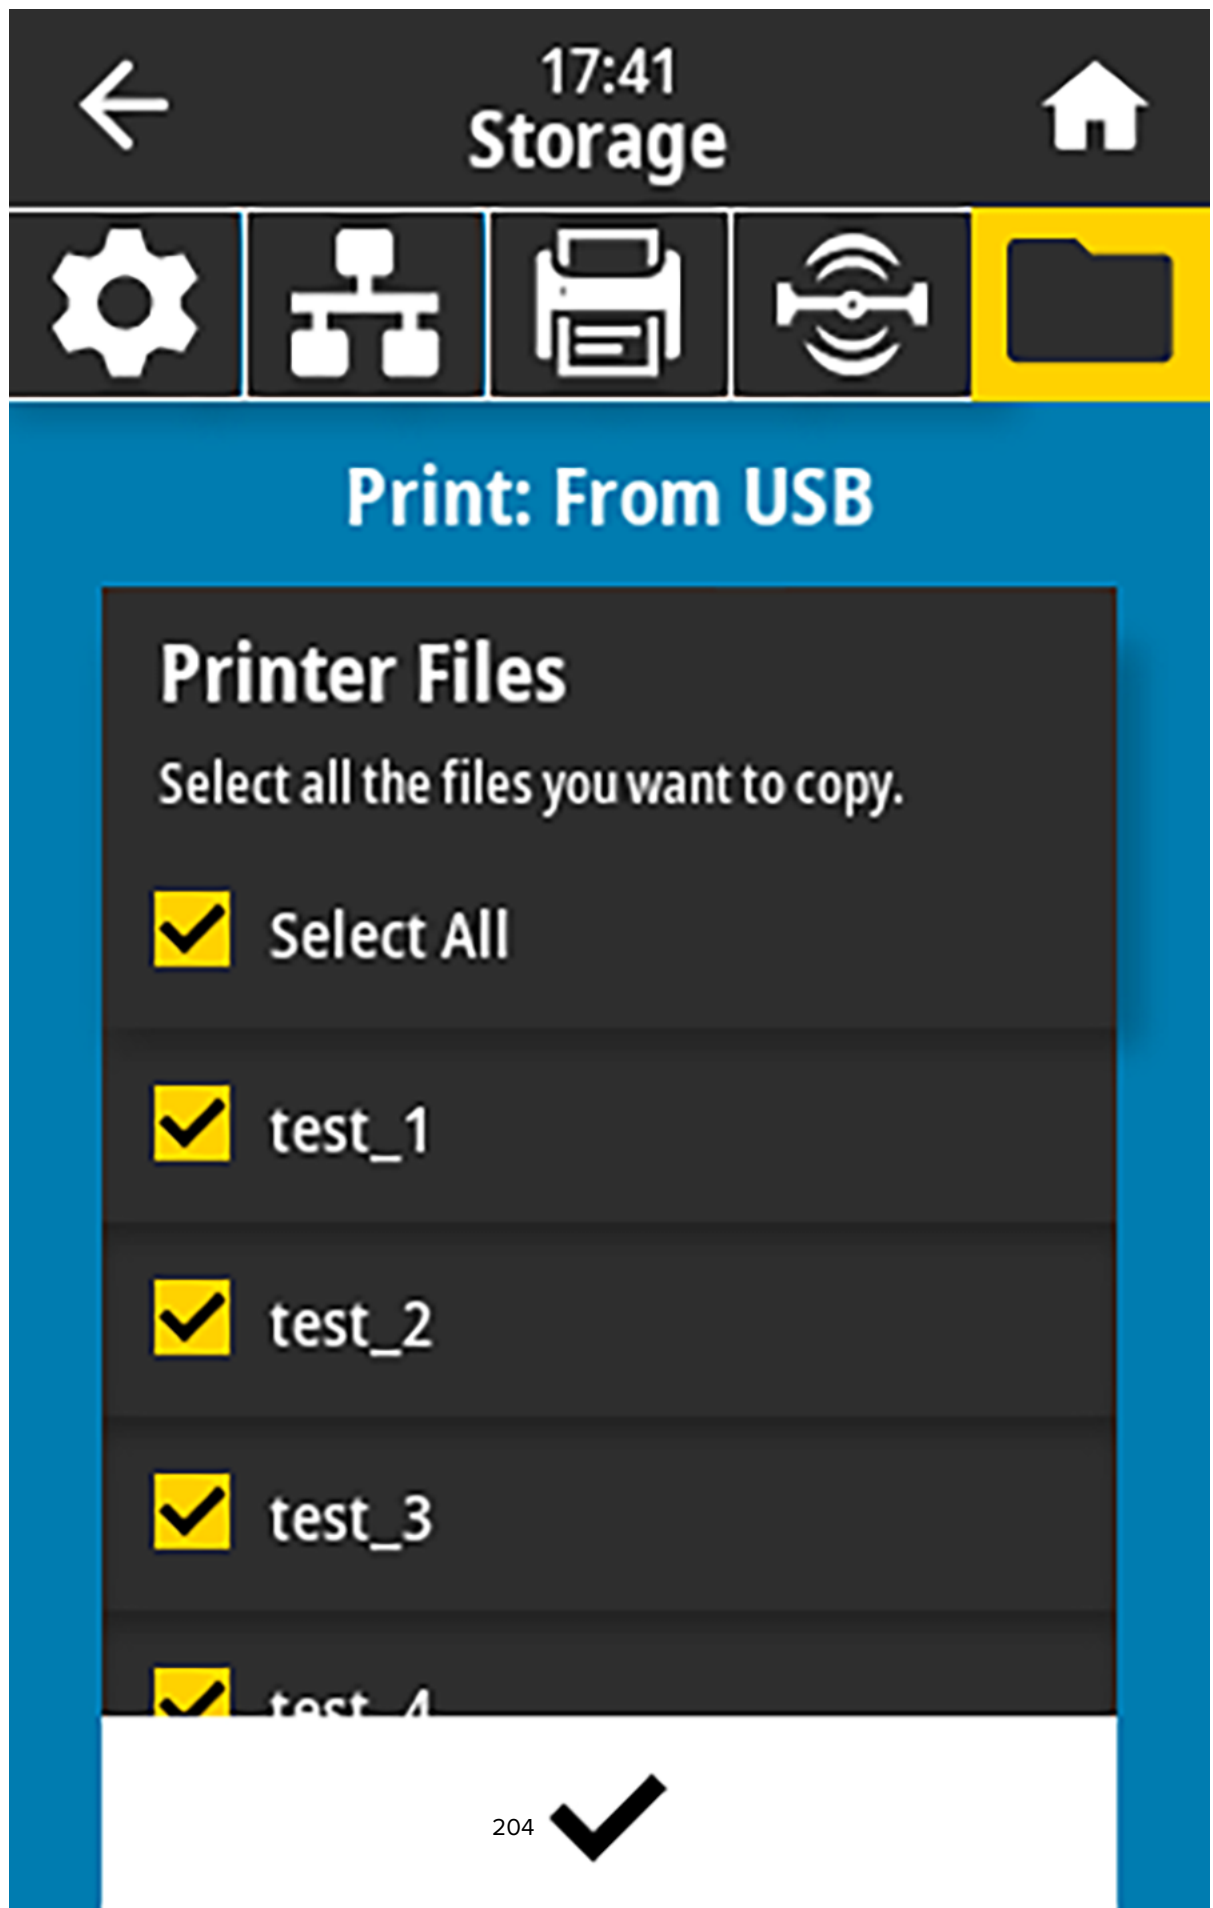 17:41
Storage
Print: From USB
Printer Files
Select all the files you want to copy.
Select All
test_1
test_2
test_3
test_4
204